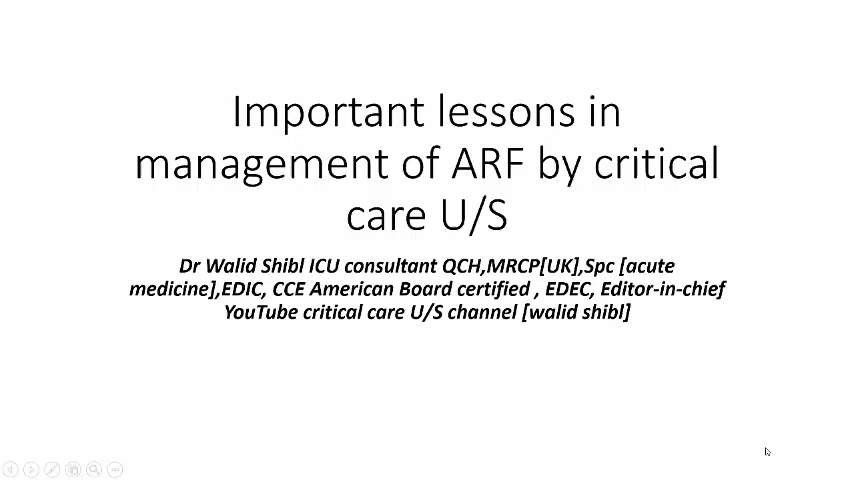 Important lessons in
management of ARF by critical
care U/S
Dr Walid Shibl ICU consultant QCH,MRCP[UK],Spc [acute
medicine],EDIC, CCE American Board certified , EDEC, Editor-in-chief
YouTube critical care U/S channel [walid shibl]